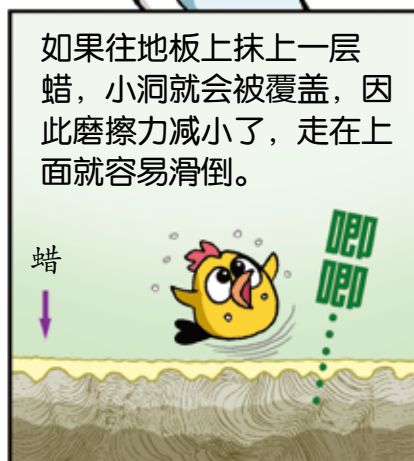 如果往地板上抹上一层
蜡，小洞就会被覆盖，因
此磨擦力减小了，走在上
面就容易滑倒。
蜡
唧
唧